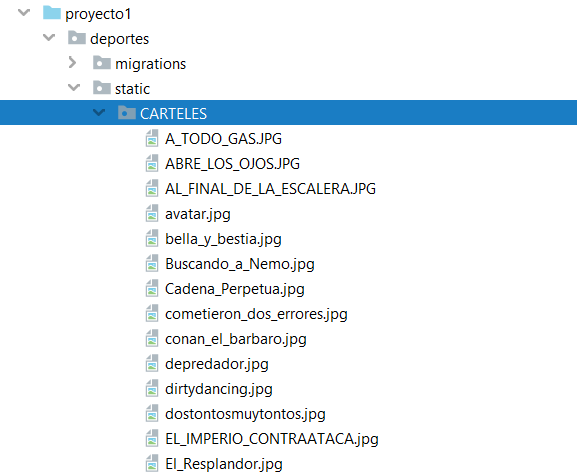 proyecto1
deportes
migrations
static
CARTELES
A_TODO_GAS.JPG
ABRE_LOS_OJOS.JPG
AL_FINAL_DE_LA_ESCALERA.JPG
avatar.jpg
bella_y_bestia.jpg
Buscando_a_Nemo.jpg
Cadena_Perpetua.jpg
cometieron_dos_errores.jpg
conan_el_barbaro.jpg
depredador.jpg
dirtydancing.jpg
dostontosmuytontos.jpg
EL_IMPERIO_CONTRAATACA.jpg
El_Resplandor.jpg